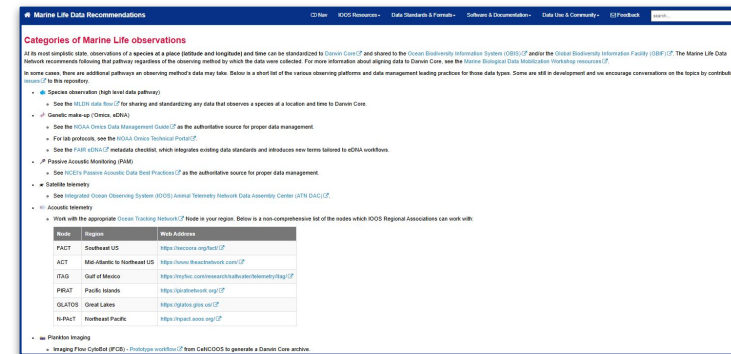 Marine Life Data Recommendations
Nav
IOOS Resources
Data Standards & Formats
Software & Documentation
Data Use & Community
Feedback
search...
Categories of Marine Life observations
At its most simplistic state, observations of a species at a place (latitude and longitude) and time can be standardized to Darwin Core and shared to the Ocean Biodiversity Information System (OBIS) and/or the Global Biodiversity Information Facility (GBIF). The Marine Life Data
Network recommends following that pathway regardless of the observing method by which the data were collected. For more information about aligning data to Darwin Core, see the Marine Biological Data Mobilization Workshop resources.
In some cases, there are additional pathways an observing method's data may take. Below is a short list of the various observing platforms and data management leading practices for those data types. Some are still in development and we encourage conversations on the topics by contribut
issues to this repository.
Species observation (high level data pathway)
See the MLDN data flow for sharing and standardizing any data that observes a species at a location and time to Darwin Core.
Genetic make-up ('Omics, eDNA)
See the NOAA Omics Data Management Guide as the authoritative source for proper data management.
For lab protocols, see the NOAA Omics Technical Portal.
See the FAIR eDNA metadata checklist, which integrates existing data standards and introduces new terms tailored to eDNA workflows.
Passive Acoustic Monitoring (PAM)
See NCEI's Passive Acoustic Data Best Practices as the authoritative source for proper data management.
Satellite telemetry
See Integrated Ocean Observing System (IOOS) Animal Telemetry Network Data Assembly Center (ATN DAC).
Acoustic telemetry
Work with the appropriate Ocean Tracking Network Node in your region: Below is a non-comprehensive list of the nodes which IOOS Regional Associations can work with:
Node Region Web Address
FACT Southeast US https://secoora.org/fact/
ACT Mid-Atlantic to Northeast US https://www.theactnetwork.com/
iTAG Gulf of Mexico https://myfwc.com/research/saltwater/telemetry/itag/
PIRAT Pacific Islands https://piratnetwork.org/
GLATOS Great Lakes https://glatos.glos.us/
N-PAcT Northeast Pacific https://npact.aoos.org/
Plankton Imaging
Imaging Flow CytoBot (IFCB) - Prototype workflow from CeNCOOS to generate a Darwin Core archive.